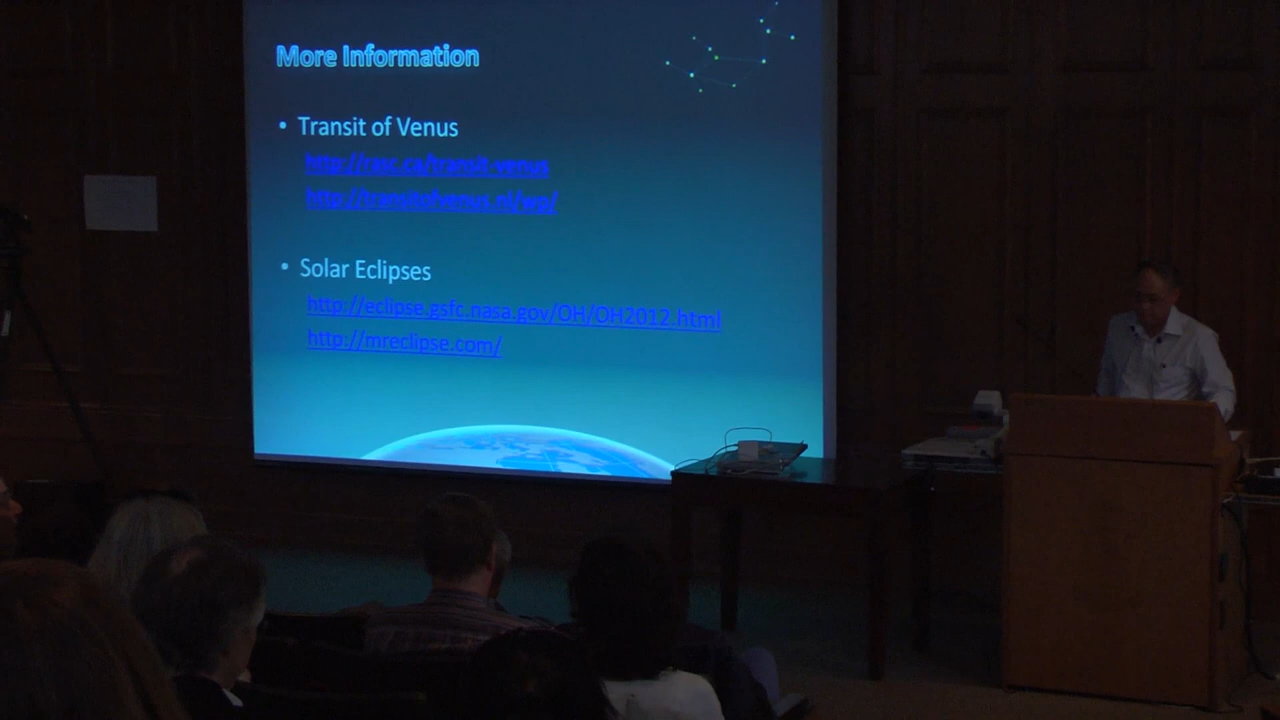 More Information
• Transit of Venus
http://rasc.ca/transit-venus
http://transitofvenus.nl/wp/
• Solar Eclipses
http://eclipse.gsfc.nasa.gov/OH/OH2012.html
http://mreclipse.com/